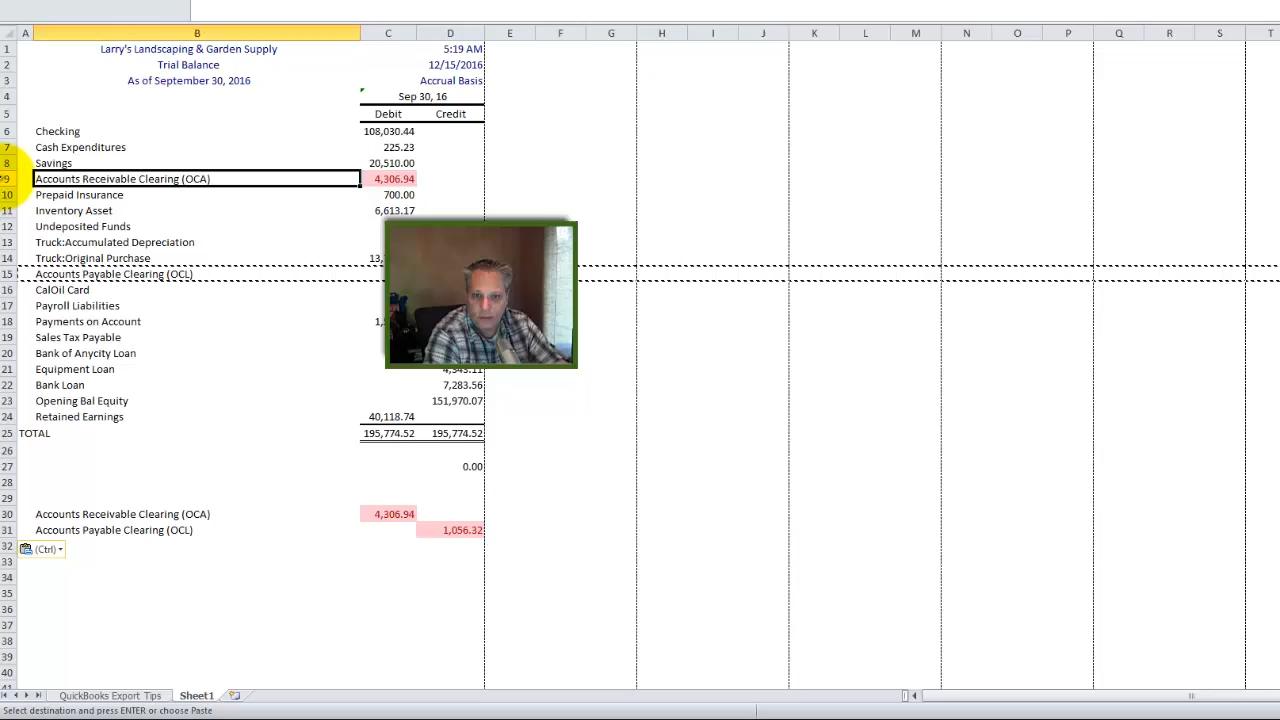 A B C D E F G H I J K L M N O P Q R S T
1 Larry's Landscaping & Garden Supply 5:19 AM
2 Trial Balance 12/15/2016
3 As of September 30, 2016 Accrual Basis
4 Sep 30, 16
5 Debit Credit
6 Checking 108,030.44
7 Cash Expenditures 225.23
8 Savings 20,510.00
9 Accounts Receivable Clearing (OCA) 4,306.94
10 Prepaid Insurance 700.00
11 Inventory Asset 6,613.17
12 Undeposited Funds
13 Truck:Accumulated Depreciation
14 Truck:Original Purchase 13,
15 Accounts Payable Clearing (OCL)
16 CalOil Card
17 Payroll Liabilities
18 Payments on Account 1,
19 Sales Tax Payable
20 Bank of Anycity Loan
21 Equipment Loan
22 Bank Loan 7,283.56
23 Opening Bal Equity 151,970.07
24 Retained Earnings 40,118.74
25 TOTAL 195,774.52 195,774.52
26
27 0.00
28
29
30 Accounts Receivable Clearing (OCA) 4,306.94
31 Accounts Payable Clearing (OCL) 1,056.32
32 (Ctrl)
33
34
35
36
37
38
39
40
QuickBooks Export Tips Sheet1
Select destination and press ENTER or choose Paste